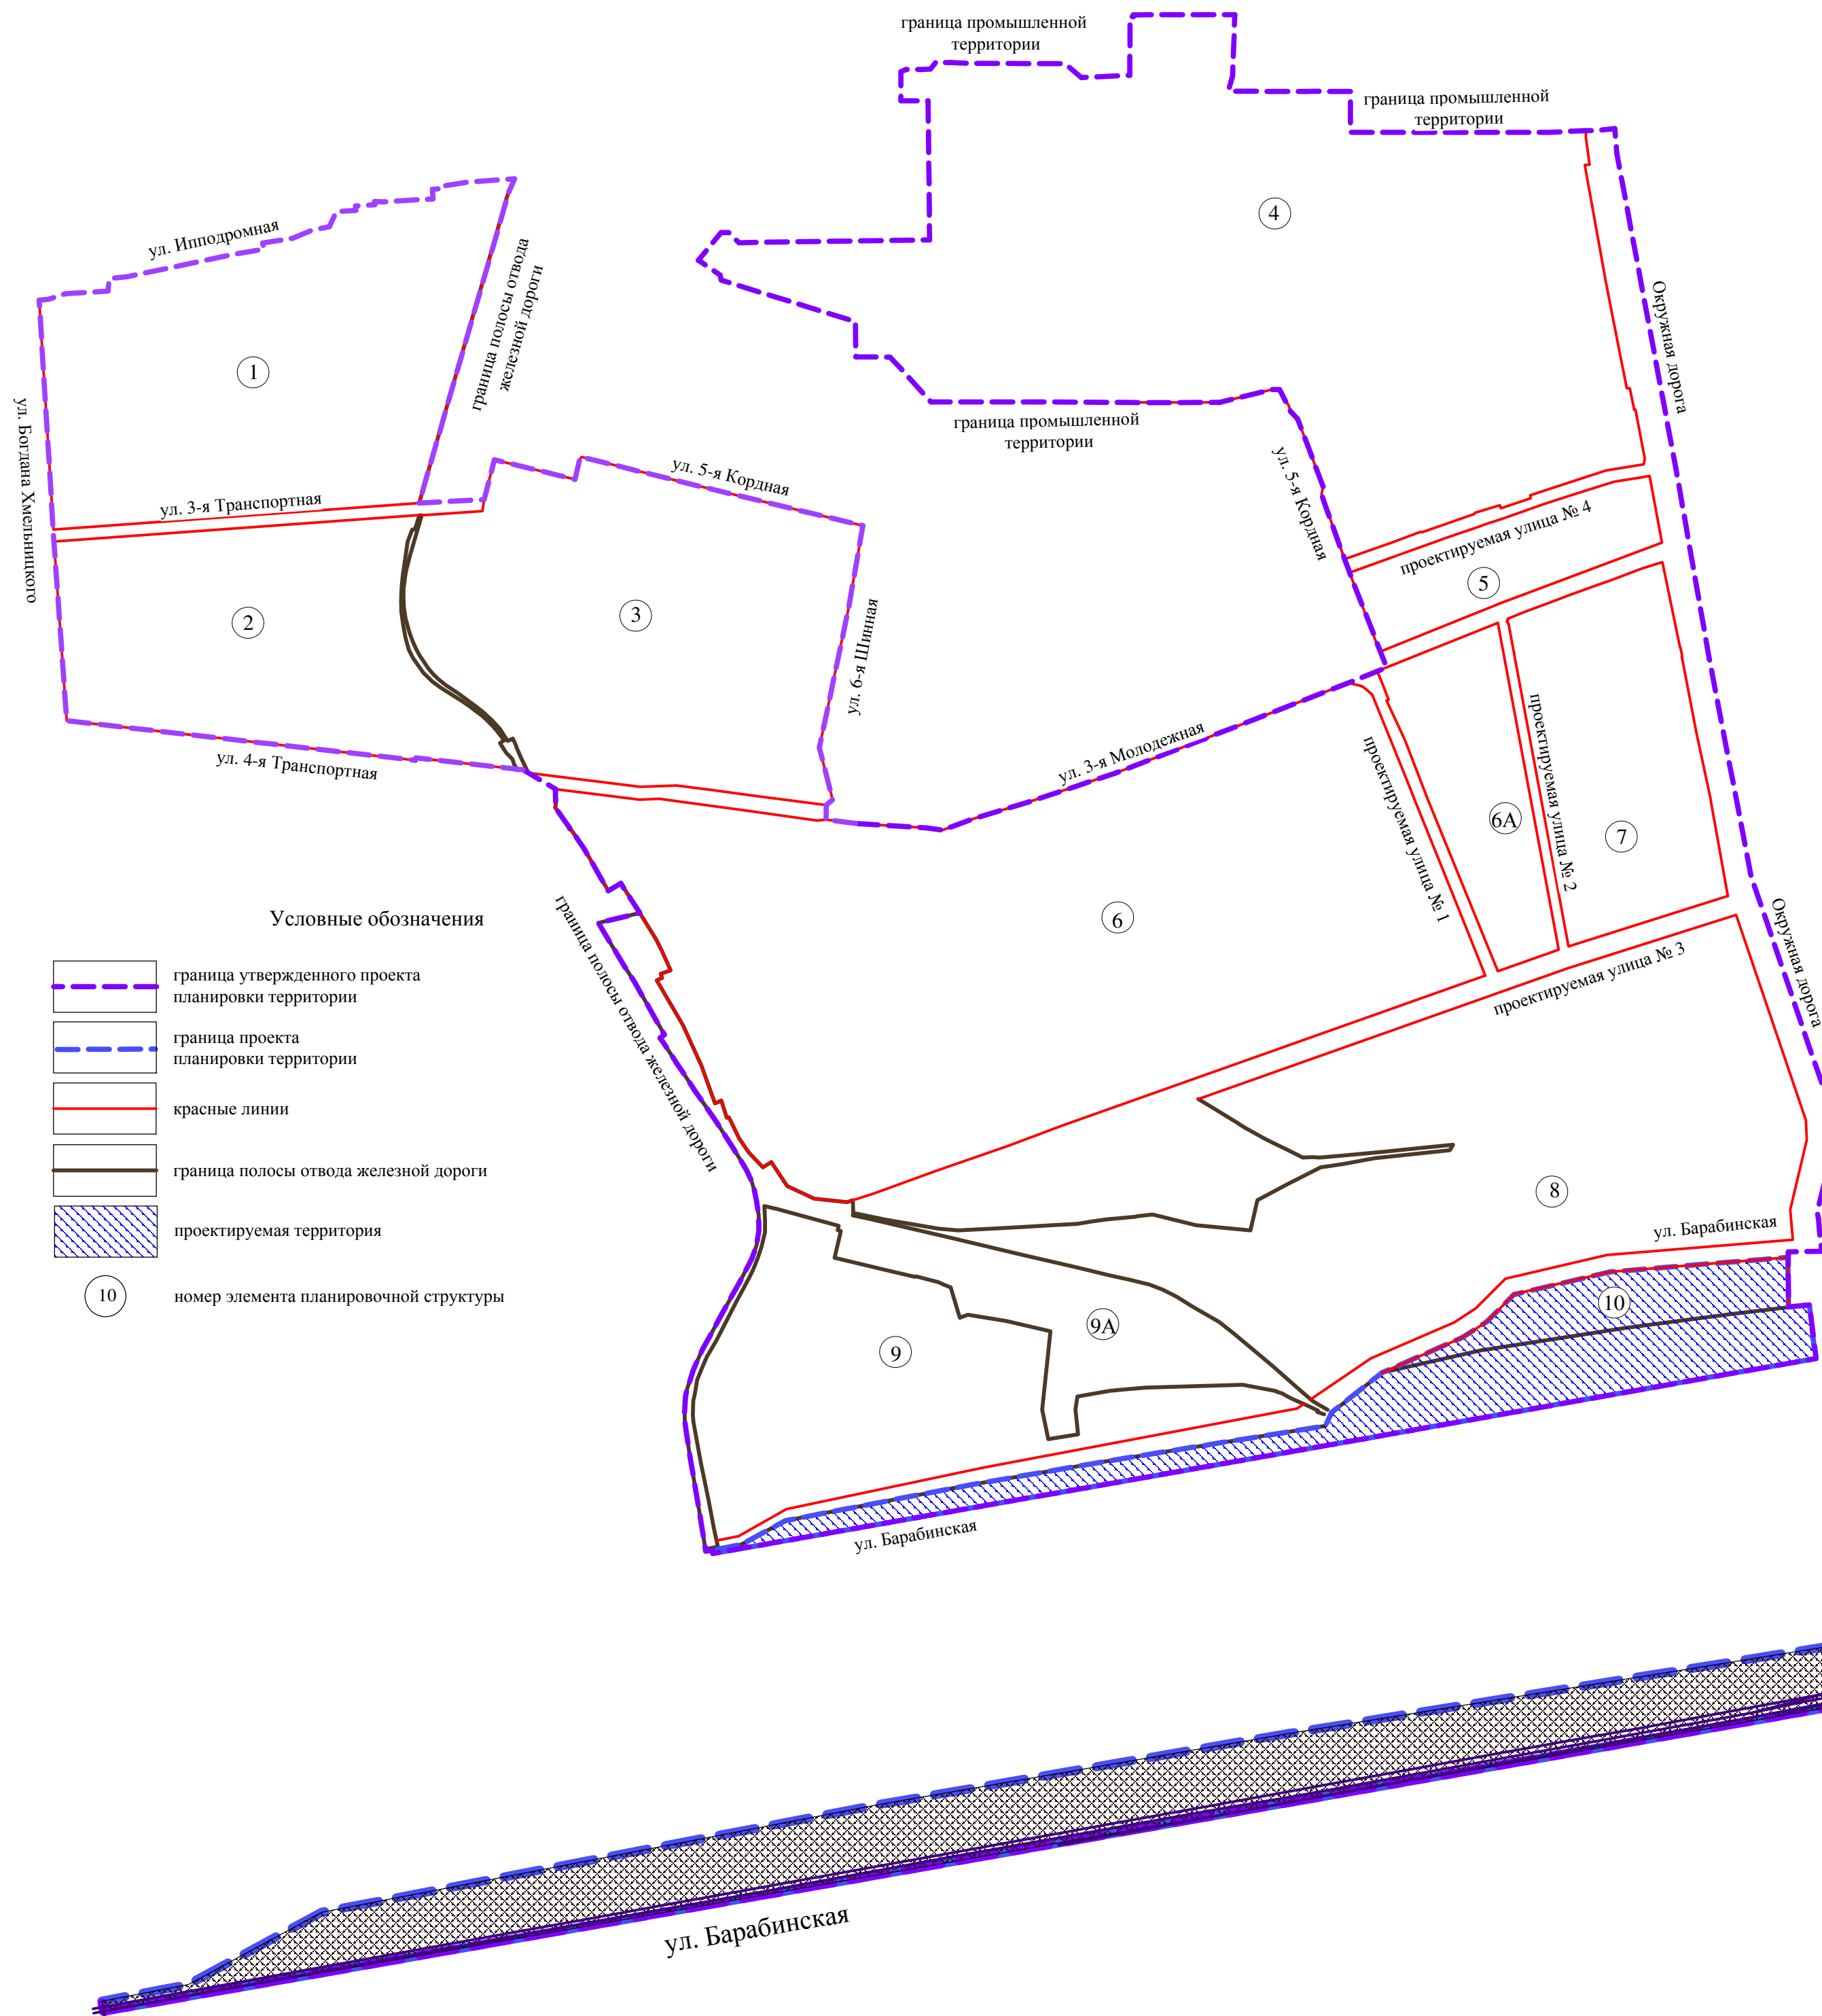 граница промышленной
территории
граница промышленной
территории
4
ул. Ипподромная
граница полосы отвода
железной дороги
Окружная дорога
1
ул. Богдана Хмельницкого
граница промышленной
территории
ул. 5-я Кордная
ул. 5-я Кордная
ул. 3-я Транспортная
проектируемая улица № 4
5
2
3
ул. 6-я Шинная
ул. 4-я Транспортная
ул. 3-я Молодежная
проектируемая улица № 1
6А
проектируемая улица № 2
7
6
Окружная дорога
проектируемая улица № 3
граница полосы отвода железной дороги
Условные обозначения
граница утвержденного проекта
планировки территории
граница проекта
планировки территории
красные линии
граница полосы отвода железной дороги
проектируемая территория
10
номер элемента планировочной структуры
8
ул. Барабинская
10
9А
9
ул. Барабинская
ул. Барабинская